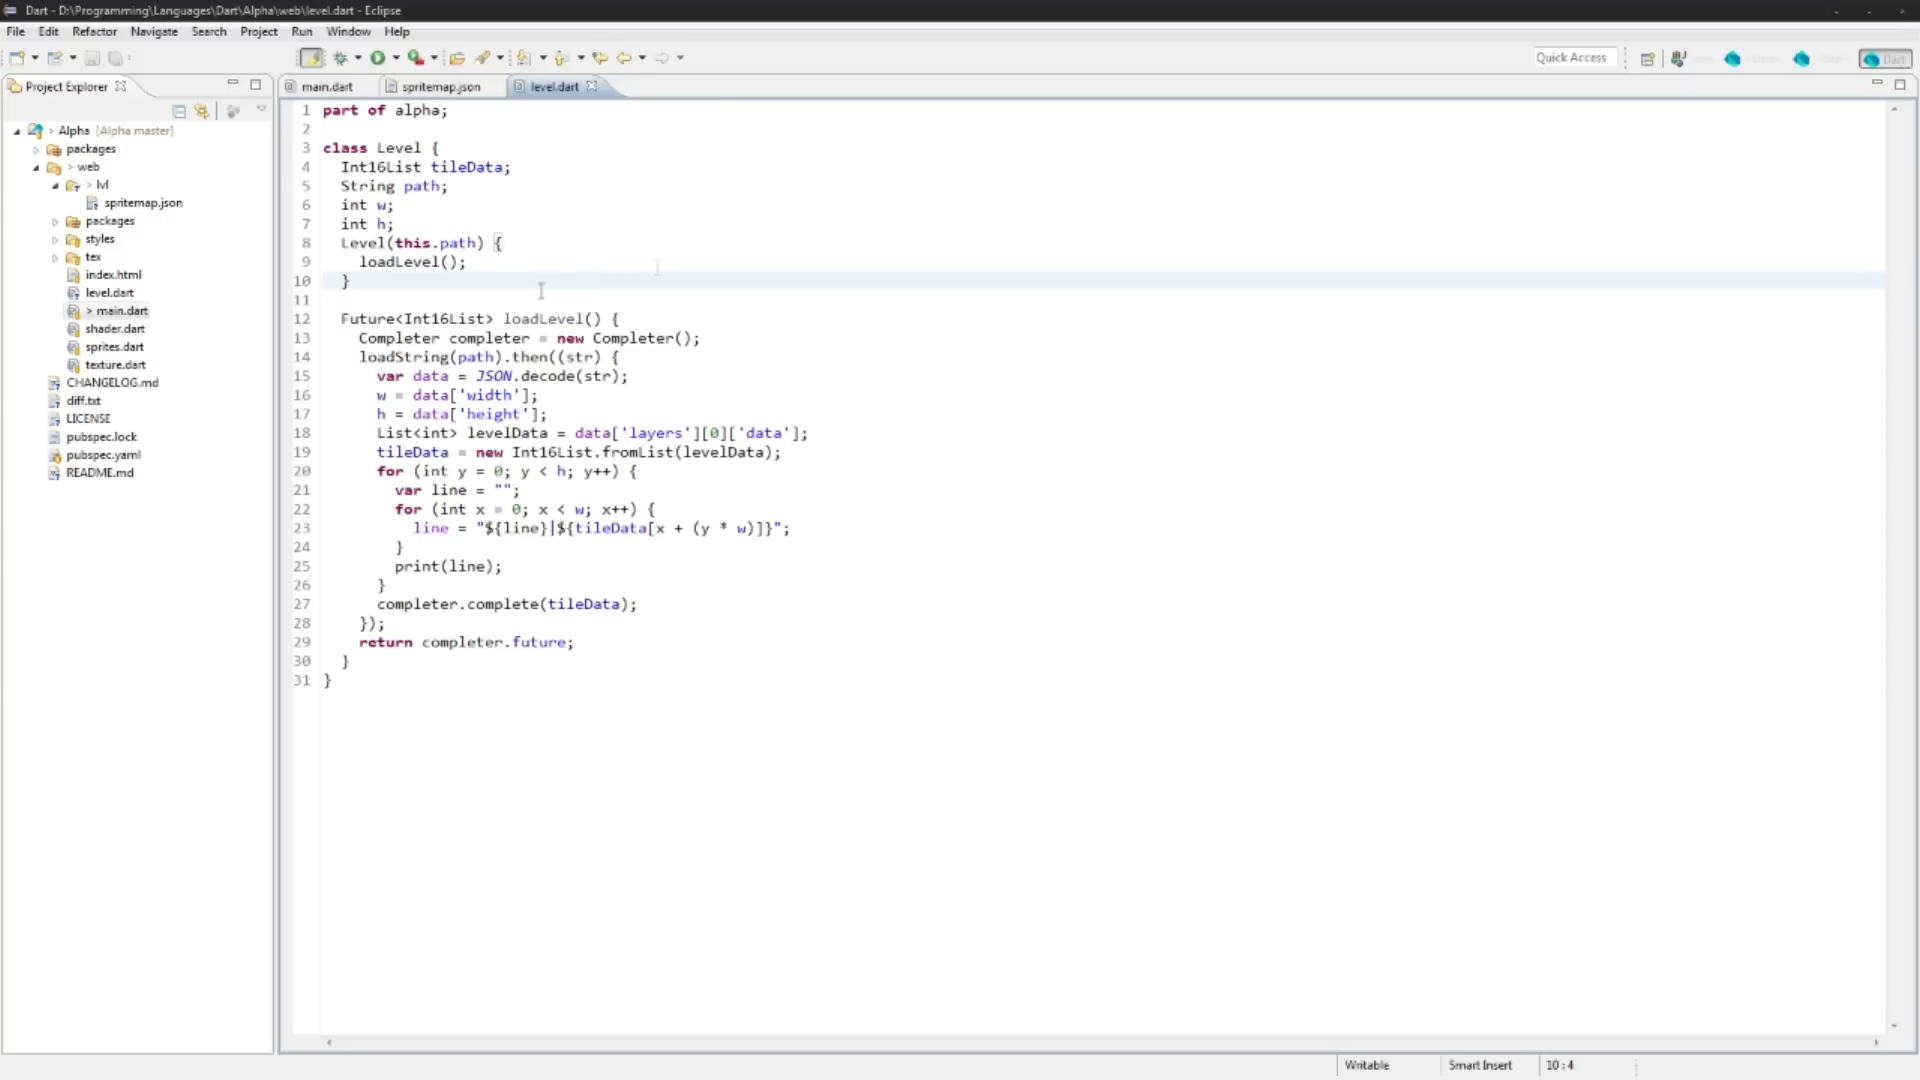 Dart - D:\Programming\Languages\Dart\Alpha\web\level.dart - Eclipse
File Edit Refactor Navigate Search Project Run Window Help
Quick Access
Dart
Project Explorer
main.dart
spritemap.json
level.dart
> Alpha [Alpha master]
packages
> web
> lvl
spritemap.json
packages
styles
tex
index.html
level.dart
> main.dart
shader.dart
sprites.dart
texture.dart
CHANGELOG.md
diff.txt
LICENSE
pubspec.lock
pubspec.yaml
README.md
1 part of alpha;
2
3 class Level {
4   Int16List tileData;
5   String path;
6   int w;
7   int h;
8   Level(this.path) {
9     loadLevel();
10   }
11
12   Future<Int16List> loadLevel() {
13     Completer completer = new Completer();
14     loadString(path).then((str) {
15       var data = JSON.decode(str);
16       w = data['width'];
17       h = data['height'];
18       List<int> levelData = data['layers'][0]['data'];
19       tileData = new Int16List.fromList(levelData);
20       for (int y = 0; y < h; y++) {
21         var line = "";
22         for (int x = 0; x < w; x++) {
23           line = "${line}|${tileData[x + (y * w)]}";
24         }
25         print(line);
26       }
27       completer.complete(tileData);
28     });
29     return completer.future;
30   }
31 }
Writable
Smart Insert
10 : 4